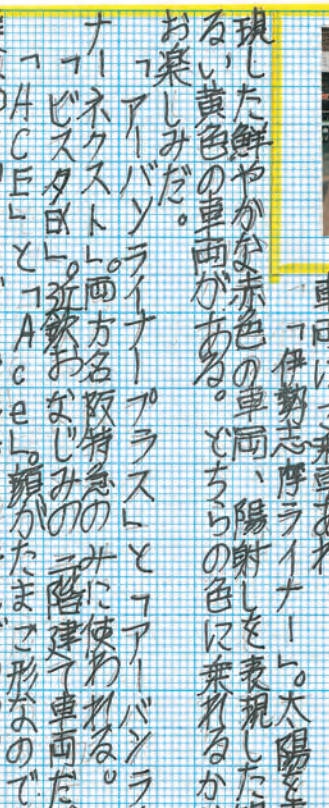 「伊勢志摩ライナー」。太陽を
現した鮮やかな赤色の車両、陽射しを表現した
るい黄色の車両がある。どちらの色に乗れるか
お楽しみだ。
「アーバンライナープラス」と「アーバンラ
ナーネクスト」。両方名阪特急のみに使われる。
「ビスタ」。近鉄おなじみの二階建て車両だ。
「ACE」と「Ace」。顔がたまご形なので